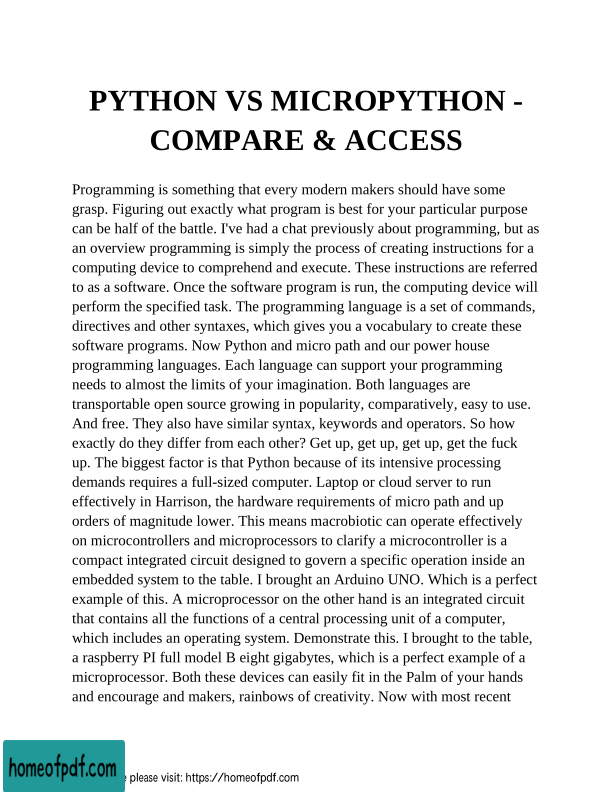 PYTHON VS MICROPYTHON -
COMPARE & ACCESS
Programming is something that every modern makers should have some
grasp. Figuring out exactly what program is best for your particular purpose
can be half of the battle. I've had a chat previously about programming, but as
an overview programming is simply the process of creating instructions for a
computing device to comprehend and execute. These instructions are referred
to as a software. Once the software program is run, the computing device will
perform the specified task. The programming language is a set of commands,
directives and other syntaxes, which gives you a vocabulary to create these
software programs. Now Python and micro path and our power house
programming languages. Each language can support your programming
needs to almost the limits of your imagination. Both languages are
transportable open source growing in popularity, comparatively, easy to use.
And free. They also have similar syntax, keywords and operators. So how
exactly do they differ from each other? Get up, get up, get up, get the fuck
up. The biggest factor is that Python because of its intensive processing
demands requires a full-sized computer. Laptop or cloud server to run
effectively in Harrison, the hardware requirements of micro path and up
orders of magnitude lower. This means macrobiotic can operate effectively
on microcontrollers and microprocessors to clarify a microcontroller is a
compact integrated circuit designed to govern a specific operation inside an
embedded system to the table. I brought an Arduino UNO. Which is a perfect
example of this. A microprocessor on the other hand is an integrated circuit
that contains all the functions of a central processing unit of a computer,
which includes an operating system. Demonstrate this. I brought to the table,
a raspberry PI full model B eight gigabytes, which is a perfect example of a
microprocessor. Both these devices can easily fit in the Palm of your hands
and encourage and makers, rainbows of creativity. Now with most recent
homeofpdf.com
e please visit: https://homeofpdf.com